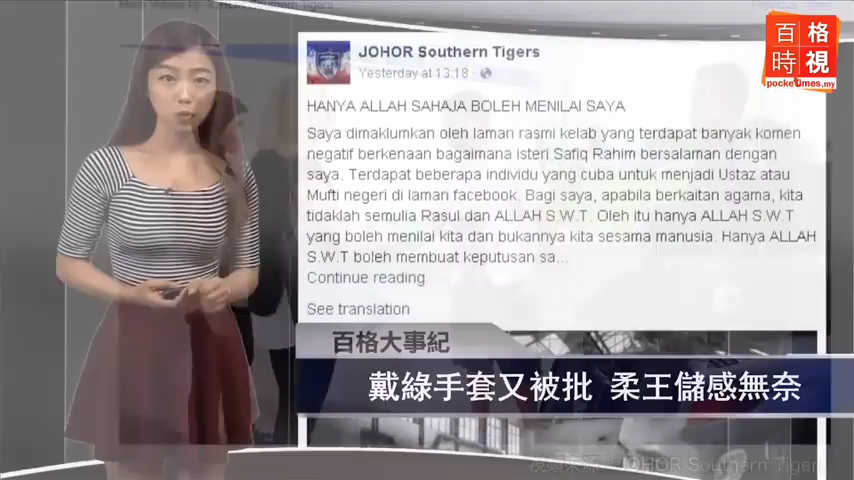 百格
時視
pocketimes.my
JOHOR Southern Tigers
Yesterday at 13:18
HANYA ALLAH SAHAJA BOLEH MENILAI SAYA
Saya dimaklumkan oleh laman rasmi kelab yang terdapat banyak komen
negatif berkenaan bagaimana isteri Safiq Rahim bersalaman dengan
saya. Terdapat beberapa individu yang cuba untuk menjadi Ustaz atau
Mufti negeri di laman facebook. Bagi saya, apabila berkaitan agama, kita
tidaklah semulia Rasul dan ALLAH S.W.T. Oleh itu hanya ALLAH S.W.T
yang boleh menilai kita dan bukannya kita sesama manusia. Hanya ALLAH
S.W.T boleh membuat keputusan sa...
Continue reading
See translation
百格大事紀
戴綠手套又被批 柔王儲感無奈
JOHOR Southern Tigers